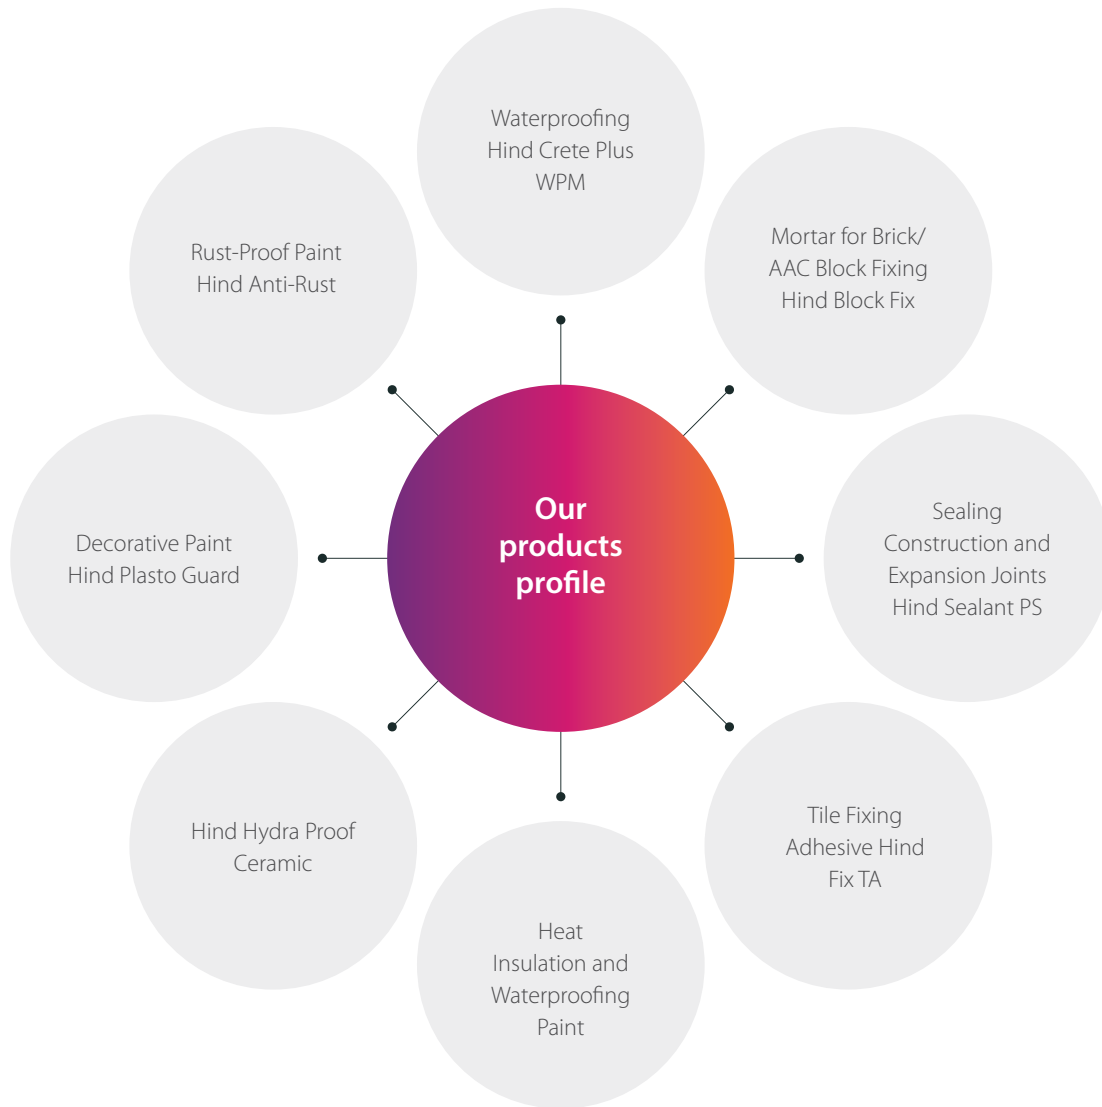 Waterproofing
Hind Crete Plus
WPM
Mortar for Brick/
AAC Block Fixing
Hind Block Fix
Sealing
Construction and
Expansion Joints
Hind Sealant PS
Tile Fixing
Adhesive Hind
Fix TA
Heat
Insulation and
Waterproofing
Paint
Hind Hydra Proof
Ceramic
Decorative Paint
Hind Plasto Guard
Rust-Proof Paint
Hind Anti-Rust
Our
products
profile